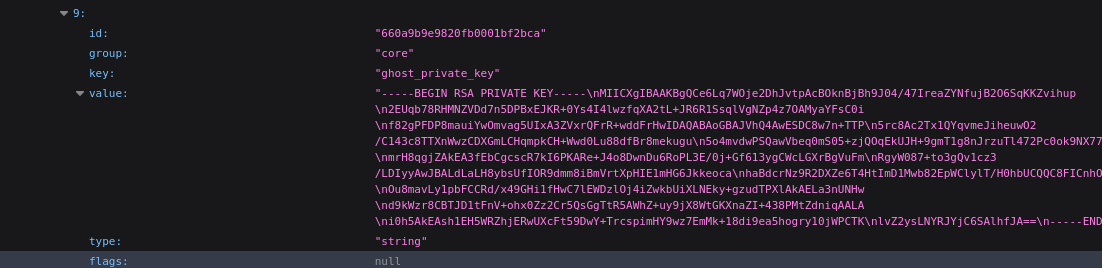 9:
id: "660a9b9e9820fb0001bf2bca"
group: "core"
key: "ghost_private_key"
value: "-----BEGIN RSA PRIVATE KEY-----\nMIICXgIBAAKBgQCe6Lq7WOje2DhJvtpAcBOknBjBh9J04/47IreaZYNfujB2O6SqKKZvihup
\n2EUqb78RHMNZVDd7n5DPBxEJKR+0Ys4I4lwzfqXA2tL+JR6R1SsqlVgNZp4z7OAMyaYFsC0i
\nf82gPFDP8mauiYwOmvag5UIxA3ZVxrQFrR+wddFrHwIDAQABAoGBAJVhQ4AwESDC8w7n+TTP\n5rc8Ac2Tx1QYqvmeJiheuwO2
/C143c8TTXnWwzCDXGmLCHqmpkCH+Wwd0Lu88dfBr8mekugu\n5o4mvdwPSQawVbeq0mS05+zjQOqEkUJH+9gmT1g8nJrzuTl472Pc0ok9NX77
\nmrH8qgjZAkEA3fEbCgcscR7kI6PKARe+J4o8DwnDu6RoPL3E/0j+Gf613ygCWcLGXrBgVuFm\nRgyW087+to3gQv1cz3
/LDIyyAwJBALdLaLH8ybsUfIOR9dmm8iBmVrtXpHIE1mHG6Jkkeoca\nhaBdcrNz9R2DXZe6T4HtImD1Mwb82EpWClylT/H0hbUCQQC8FICnhO
\nOu8mavLy1pbFCCRd/x49GHi1fHwC7lEWDzlOj4iZwkbUiXLNEky+gzudTPXlAkAELa3nUNHw
\nd9kWzr8CBTJD1tFnV+ohx0Zz2Cr5QsGgTtR5AWhZ+uy9jX8WtGKXnaZI+438PMtZdniqAALA
\ni0h5AkEAsh1EH5WRZhjERwUXcFt59DwY+TrcspimHY9wz7EmMk+18di9ea5hogry10jWPCTK\nlvZ2ysLNYRJYjC6SAlhfJA==\n-----END
type: "string"
flags: null